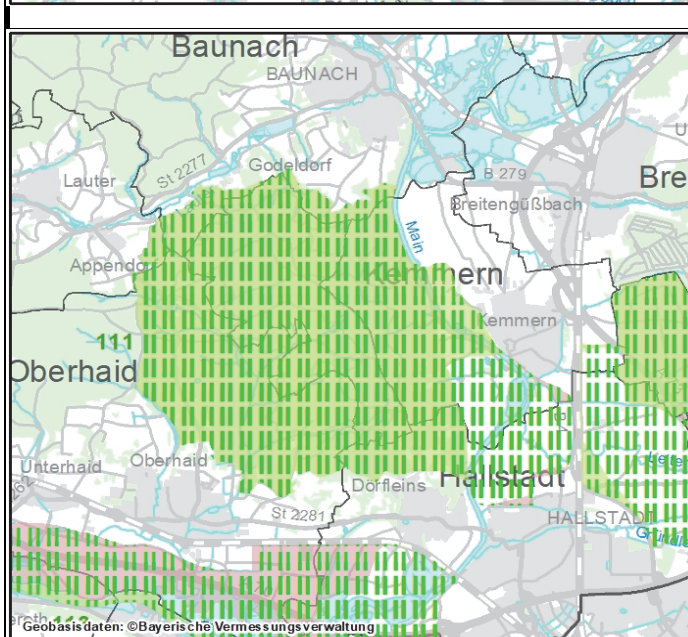 Baunach
BAUNACH
Godeldorf
St 2277
Lauter
B 279
Bre
Breitengüßbach
Main
Appendorf
Kemmern
Kemmern
111
Oberhaid
Unterhaid
Oberhaid
Dörfleins
Hallstadt
HALLSTADT
262
St 2281
Geobasisdaten: ©Bayerische Vermessungsverwaltung